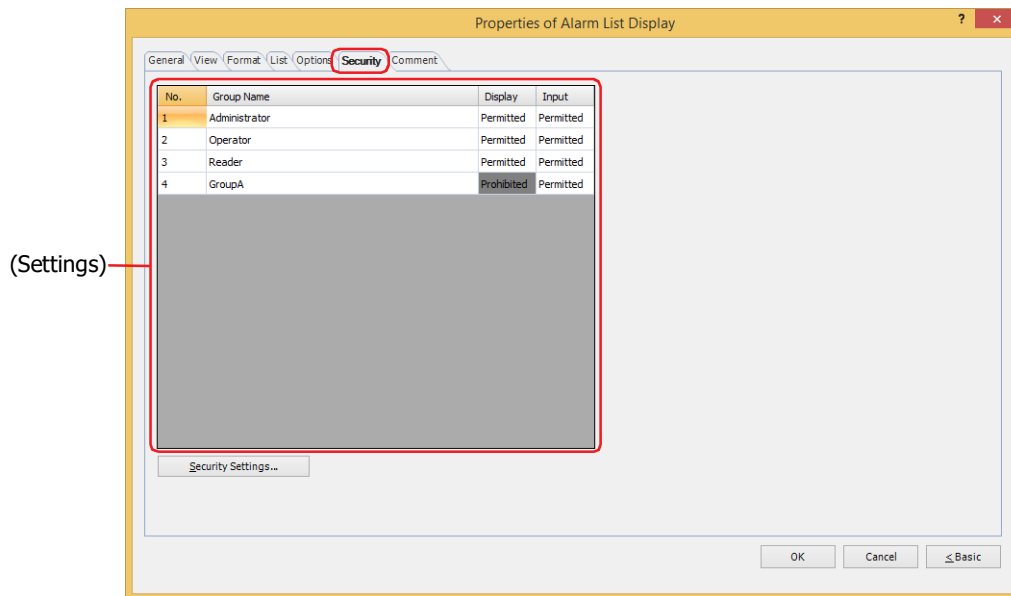 Properties of Alarm List Display ? ×
General View Format List Options Security Comment
No. Group Name Display Input
1 Administrator Permitted Permitted
2 Operator Permitted Permitted
3 Reader Permitted Permitted
4 GroupA Prohibited Permitted
(Settings)
Security Settings...
OK Cancel < Basic